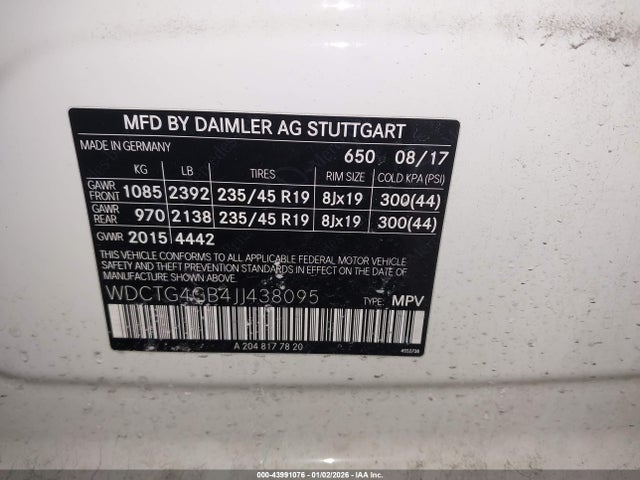 MFD BY DAIMLER AG STUTTGART
MADE IN GERMANY 650 08/17
KG LB TIRES RIM SIZE COLD KPA (PSI)
GAWR FRONT 1085 2392 235/45 R19 8Jx19 300(44)
GAWR REAR 970 2138 235/45 R19 8Jx19 300(44)
GVWR 2015 4442
THIS VEHICLE CONFORMS TO ALL APPLICABLE FEDERAL MOTOR VEHICLE
SAFETY AND THEFT PREVENTION STANDARDS IN EFFECT ON THE DATE OF
MANUFACTURE SHOWN ABOVE.
WDCTG4GB4JJ438095 TYPE: MPV
A 204 817 78 20
000-43991076 - 01/02/2026 - IAA Inc.